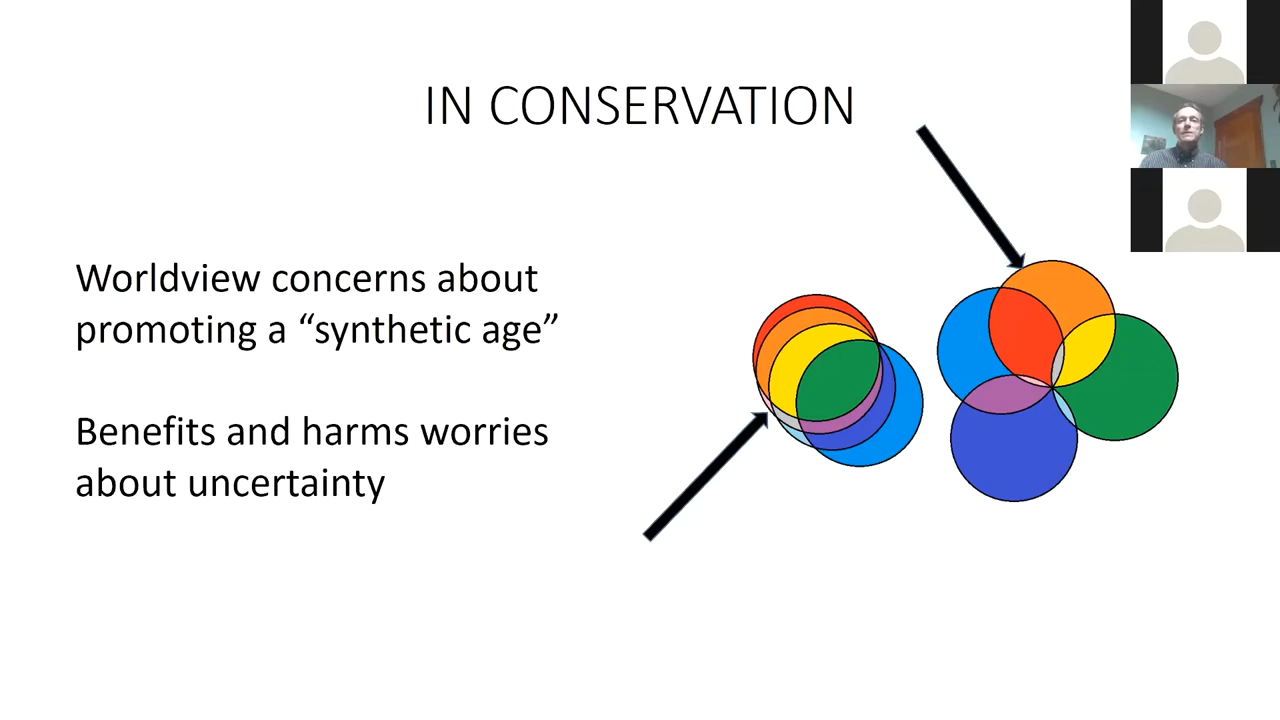 IN CONSERVATION
Worldview concerns about
promoting a “synthetic age”
Benefits and harms worries
about uncertainty